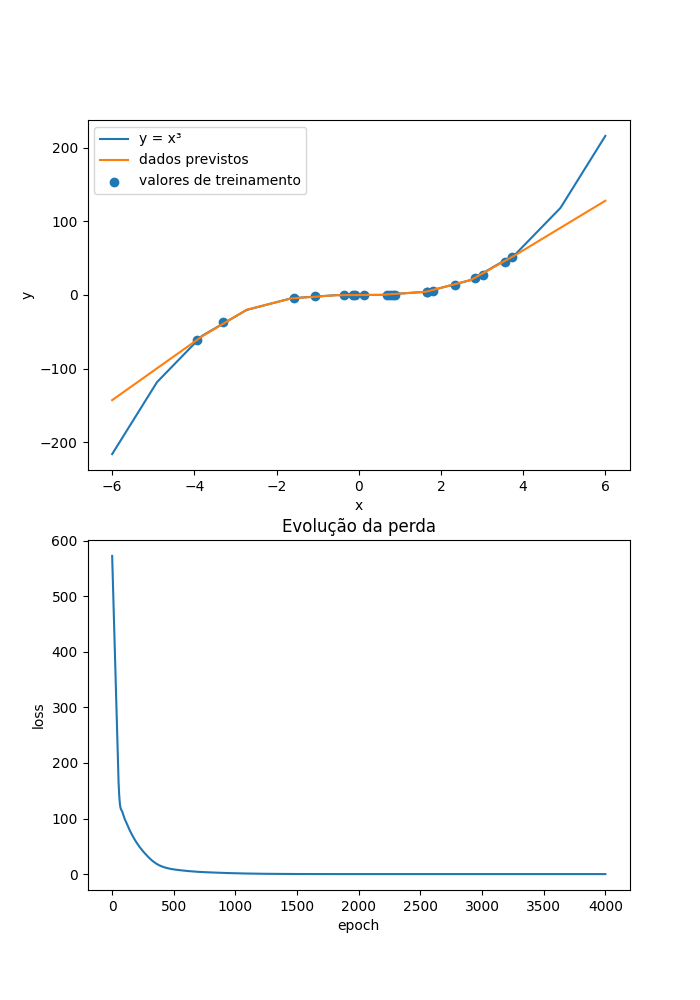 y = x³
dados previstos
valores de treinamento
200
100
0
−100
−200
y
−6 −4 −2 0 2 4 6
x
Evolução da perda
600
500
400
300
200
100
0
loss
0 500 1000 1500 2000 2500 3000 3500 4000
epoch